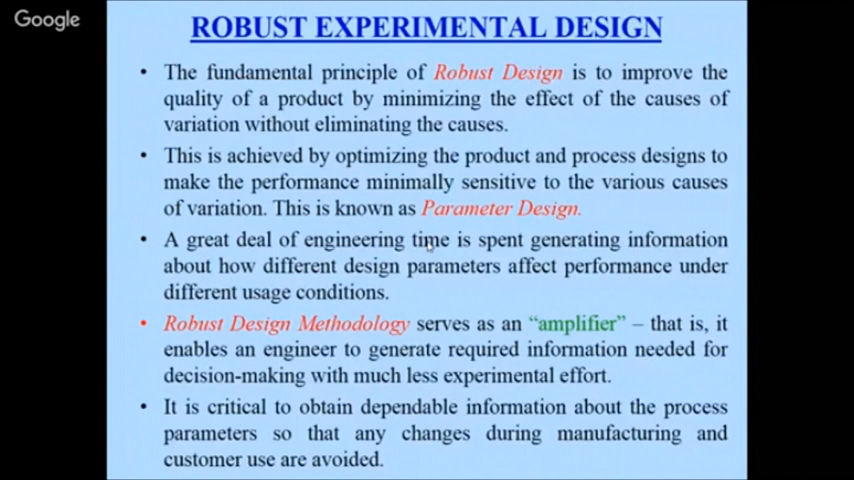 Google
ROBUST EXPERIMENTAL DESIGN
• The fundamental principle of Robust Design is to improve the
quality of a product by minimizing the effect of the causes of
variation without eliminating the causes.
• This is achieved by optimizing the product and process designs to
make the performance minimally sensitive to the various causes
of variation. This is known as Parameter Design.
• A great deal of engineering time is spent generating information
about how different design parameters affect performance under
different usage conditions.
• Robust Design Methodology serves as an “amplifier” – that is, it
enables an engineer to generate required information needed for
decision-making with much less experimental effort.
• It is critical to obtain dependable information about the process
parameters so that any changes during manufacturing and
customer use are avoided.